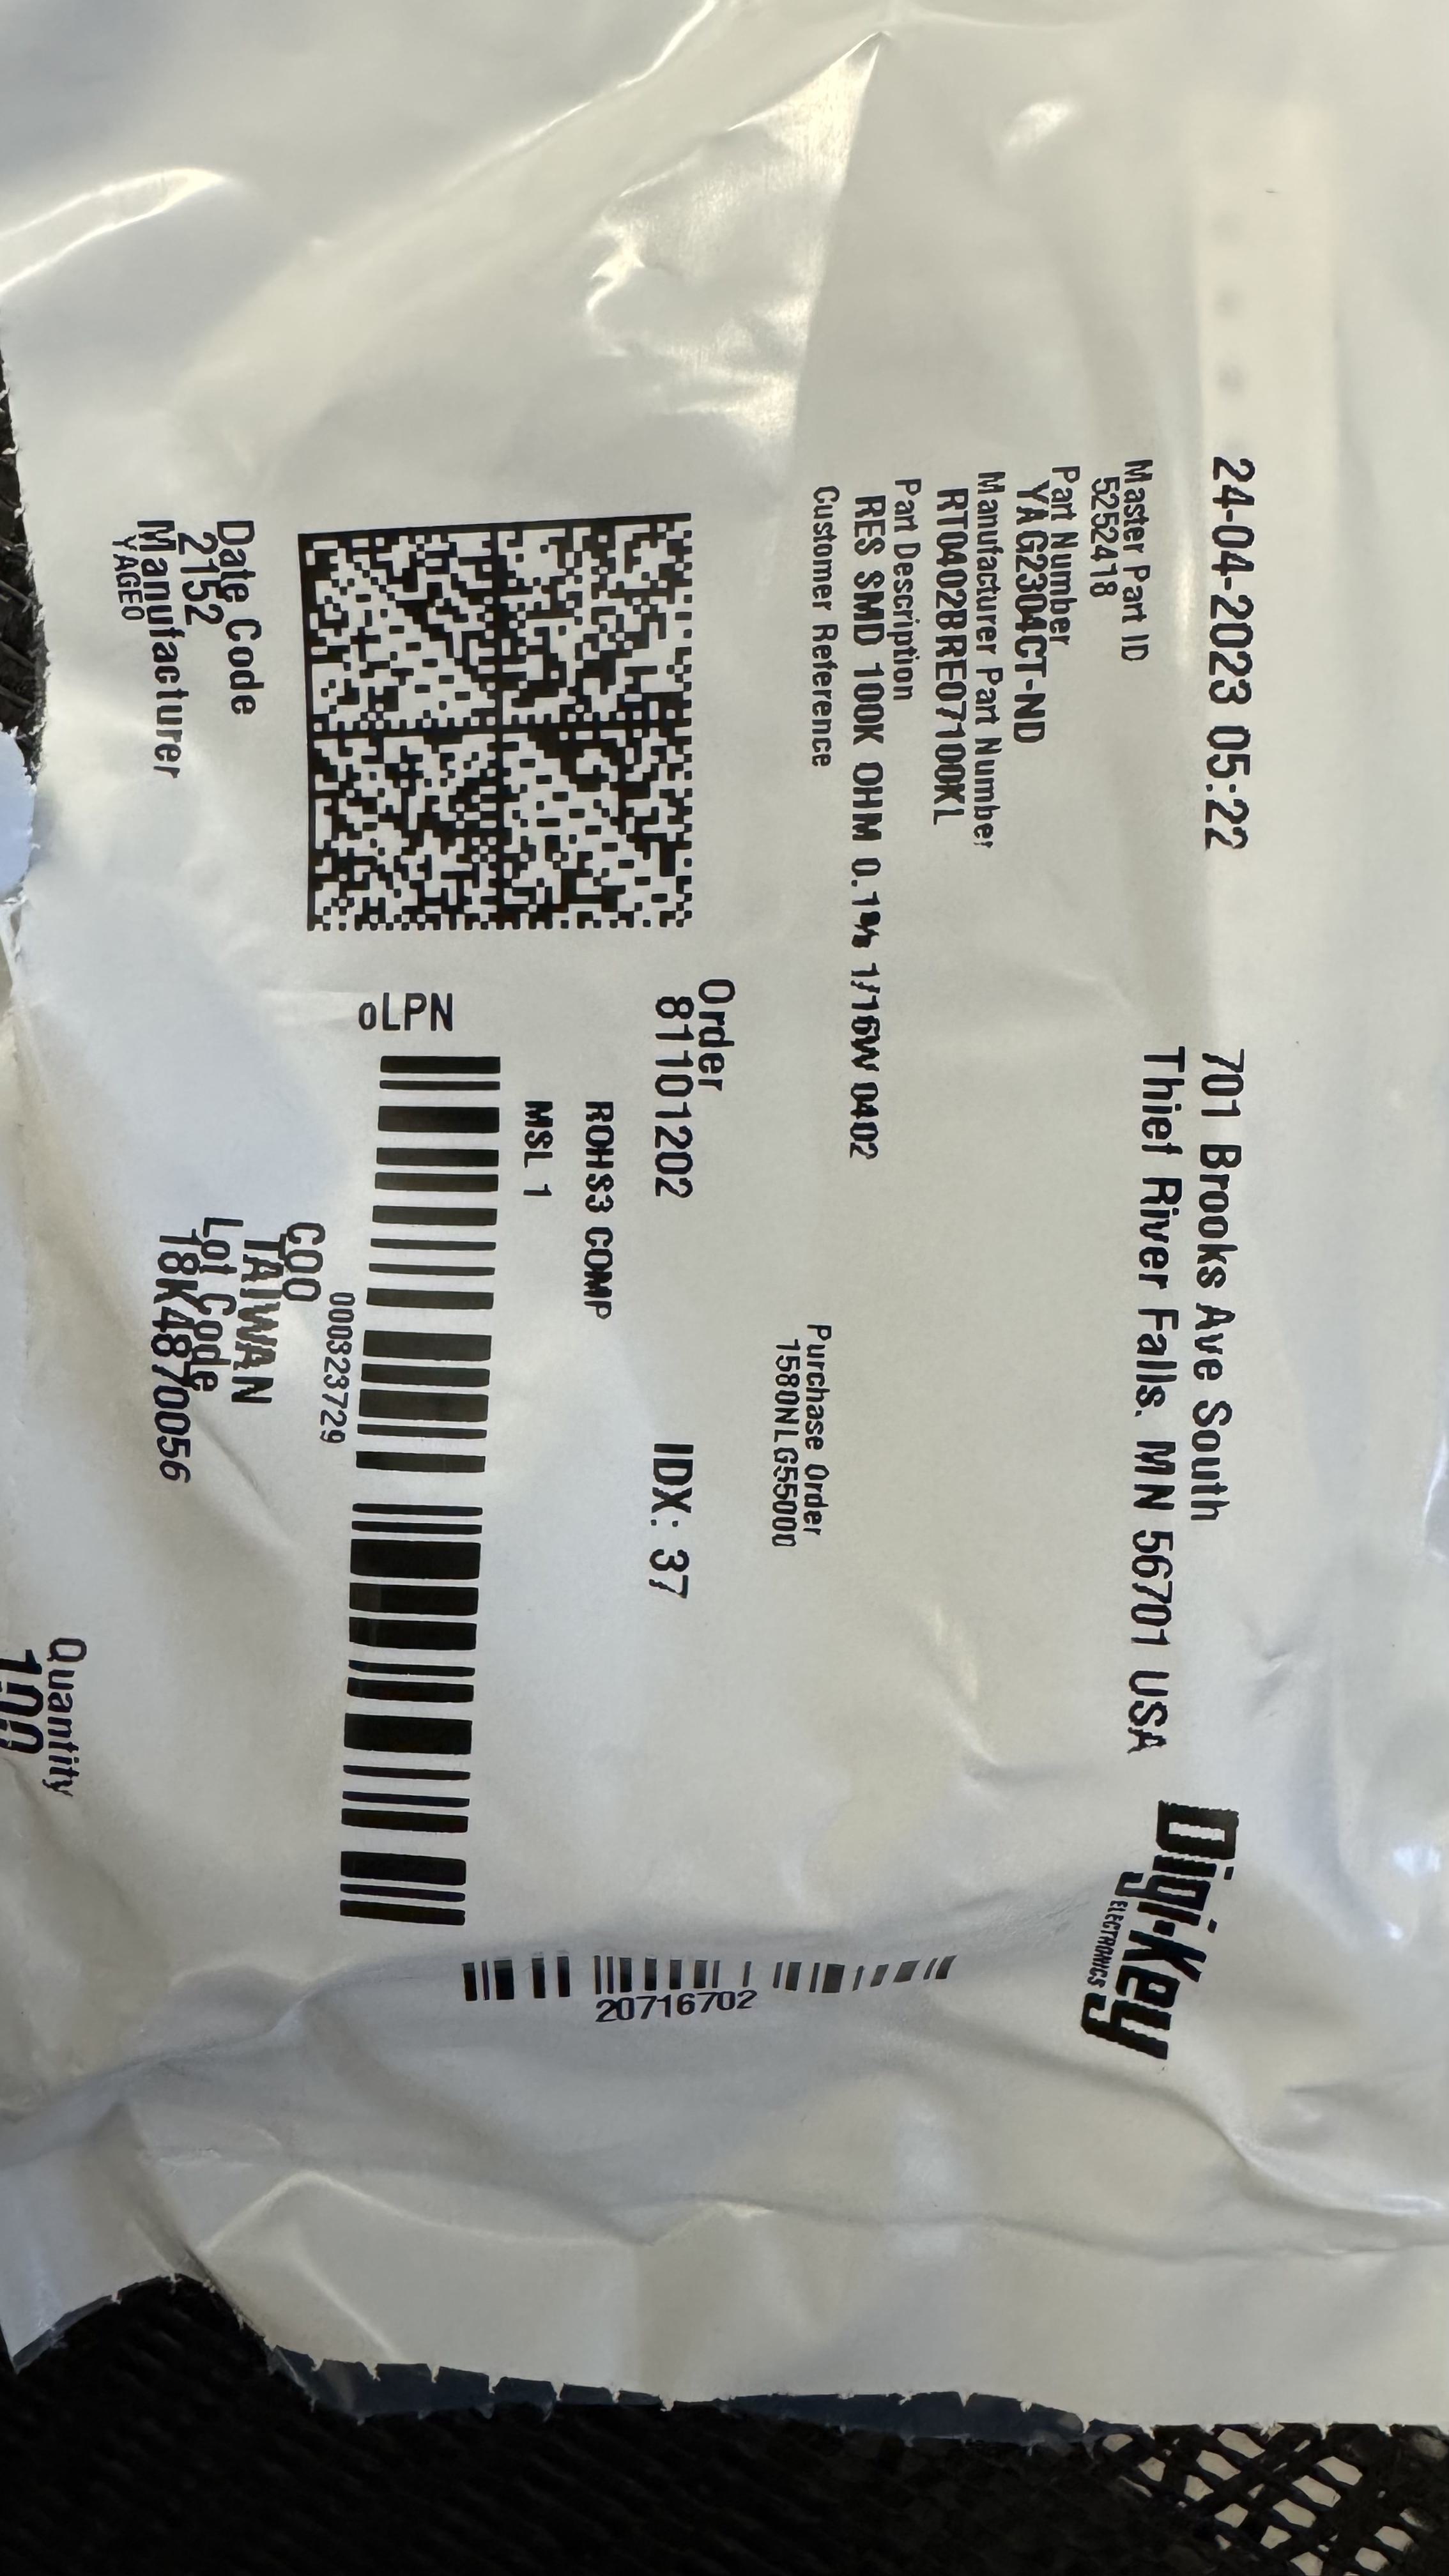 24-04-2023 05:22
701 Brooks Ave South
Thief River Falls, MN 56701 USA
Digi-Key
ELECTRONICS
Master Part ID
5252418
Part Number
YAG2304CT-ND
Manufacturer Part Number
RT0402BRE07100KL
Part Description
RES SMD 100K OHM 0.1% 1/16W 0402
Customer Reference
Purchase Order
1580NLG55000
Order
81101202
IDX: 37
ROHS3 COMP
MSL 1
oLPN
0000823729
20716702
COO
TAIWAN
Lot Code
18K4870056
Date Code
2152
Manufacturer
YAGEO
Quantity
100